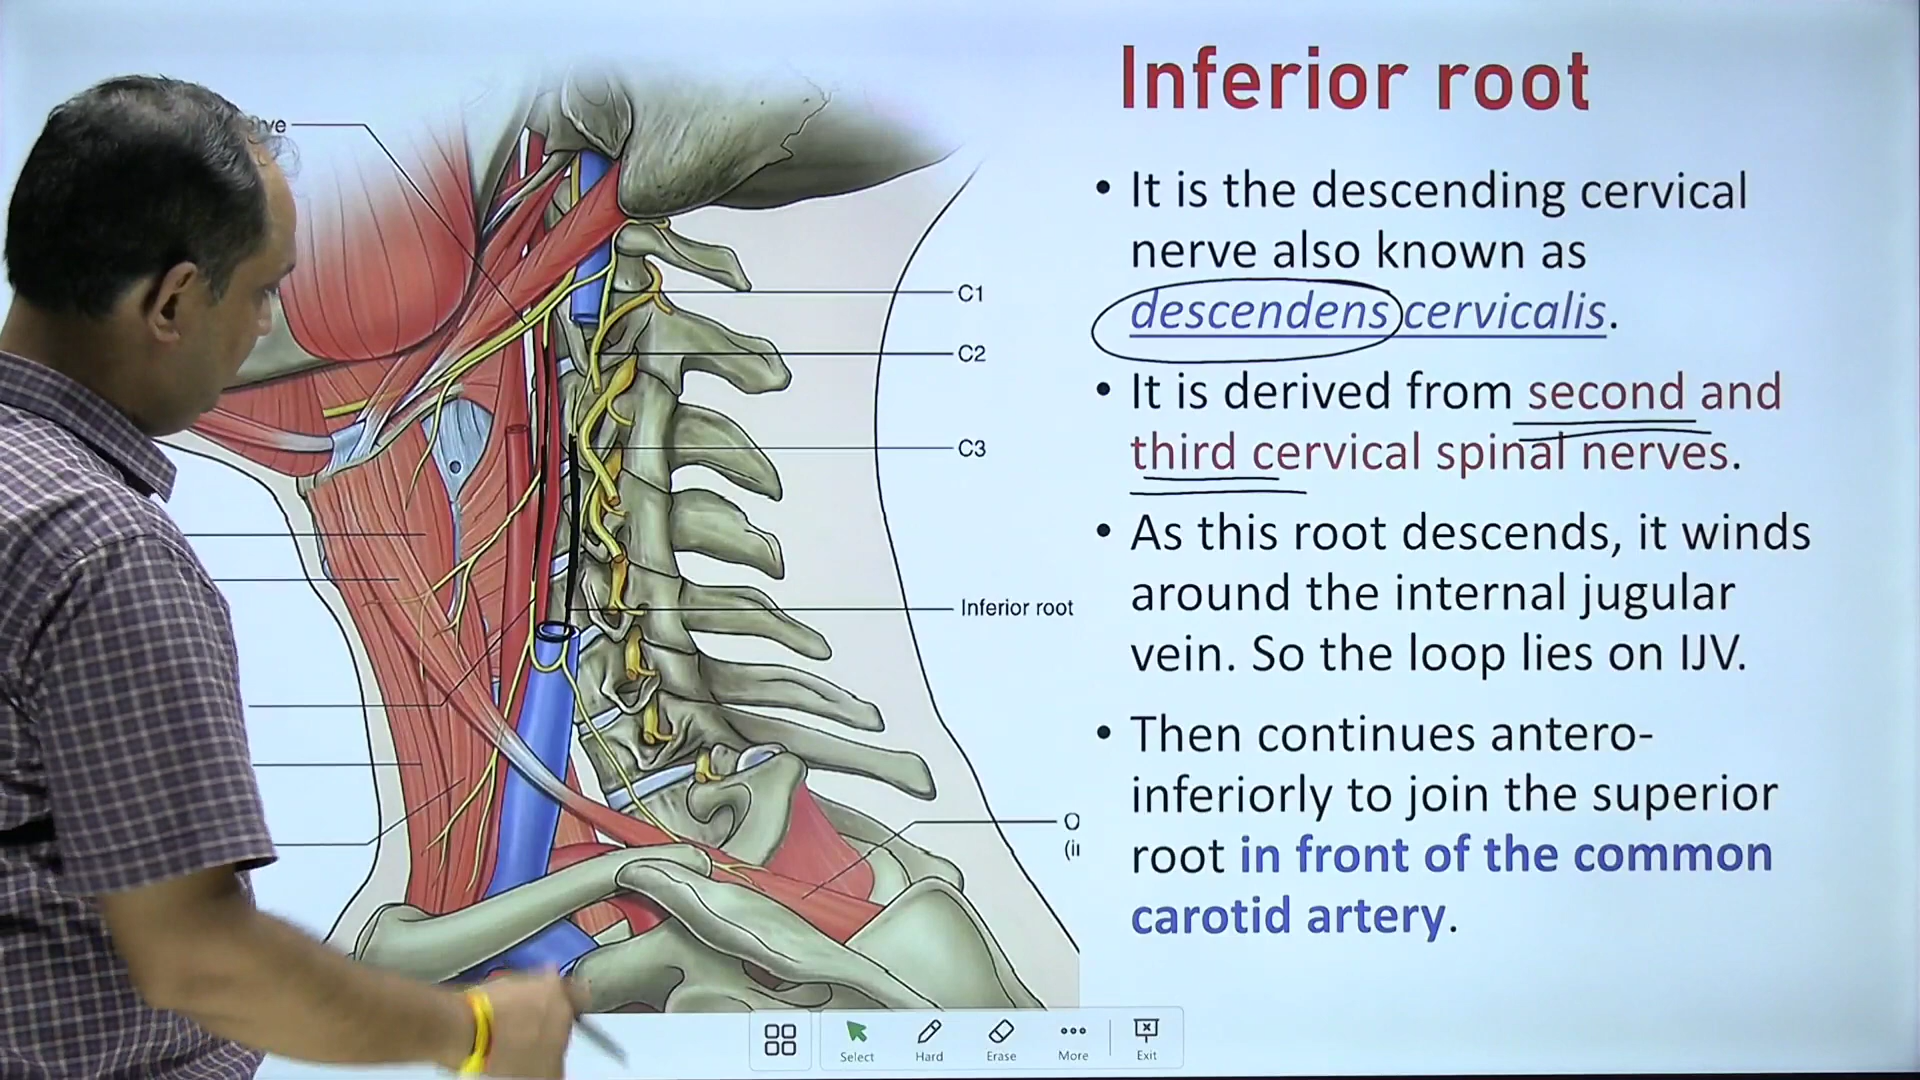 Inferior root
• It is the descending cervical
nerve also known as
descendens cervicalis.
• It is derived from second and
third cervical spinal nerves.
• As this root descends, it winds
around the internal jugular
vein. So the loop lies on IJV.
• Then continues antero-
inferiorly to join the superior
root in front of the common
carotid artery.
C1
C2
C3
Inferior root
O
(i
Select
Hard
Erase
More
Exit